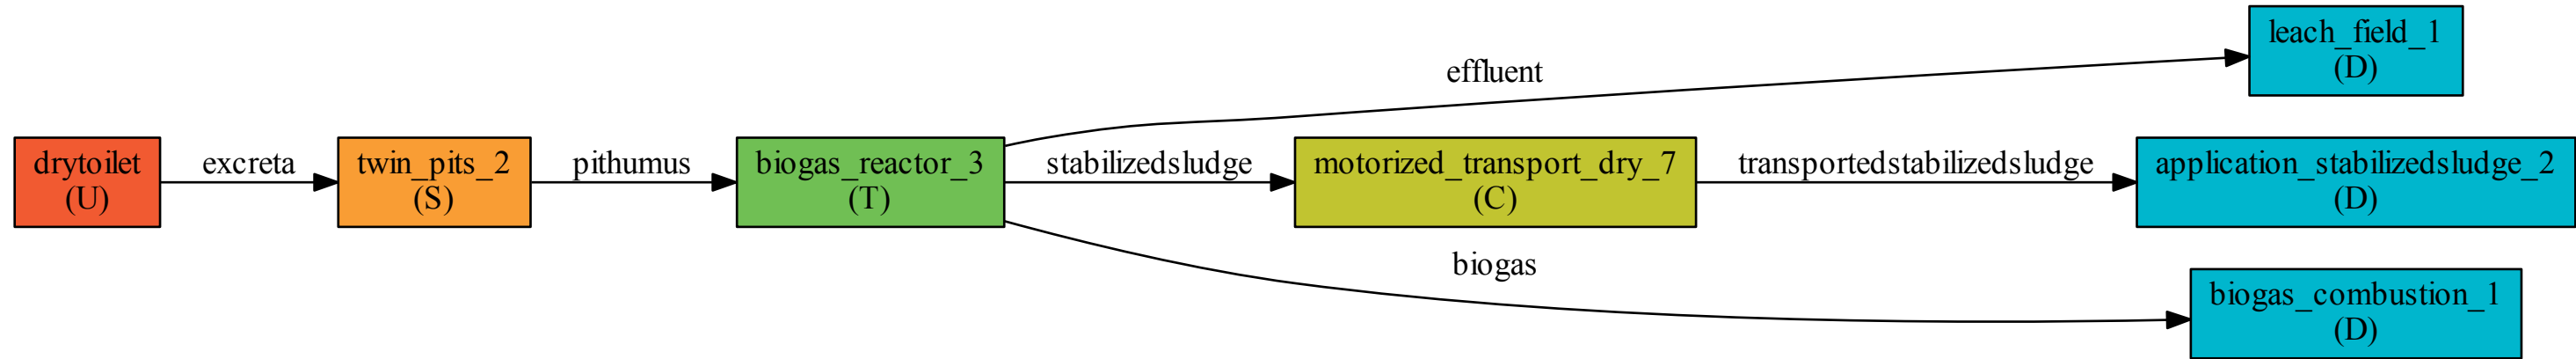 drytoilet
(U)
excreta
twin_pits_2
(S)
pithumus
biogas_reactor_3
(T)
effluent
stabilizedsludge
biogas
motorized_transport_dry_7
(C)
transportedstabilizedsludge
leach_field_1
(D)
application_stabilizedsludge_2
(D)
biogas_combustion_1
(D)